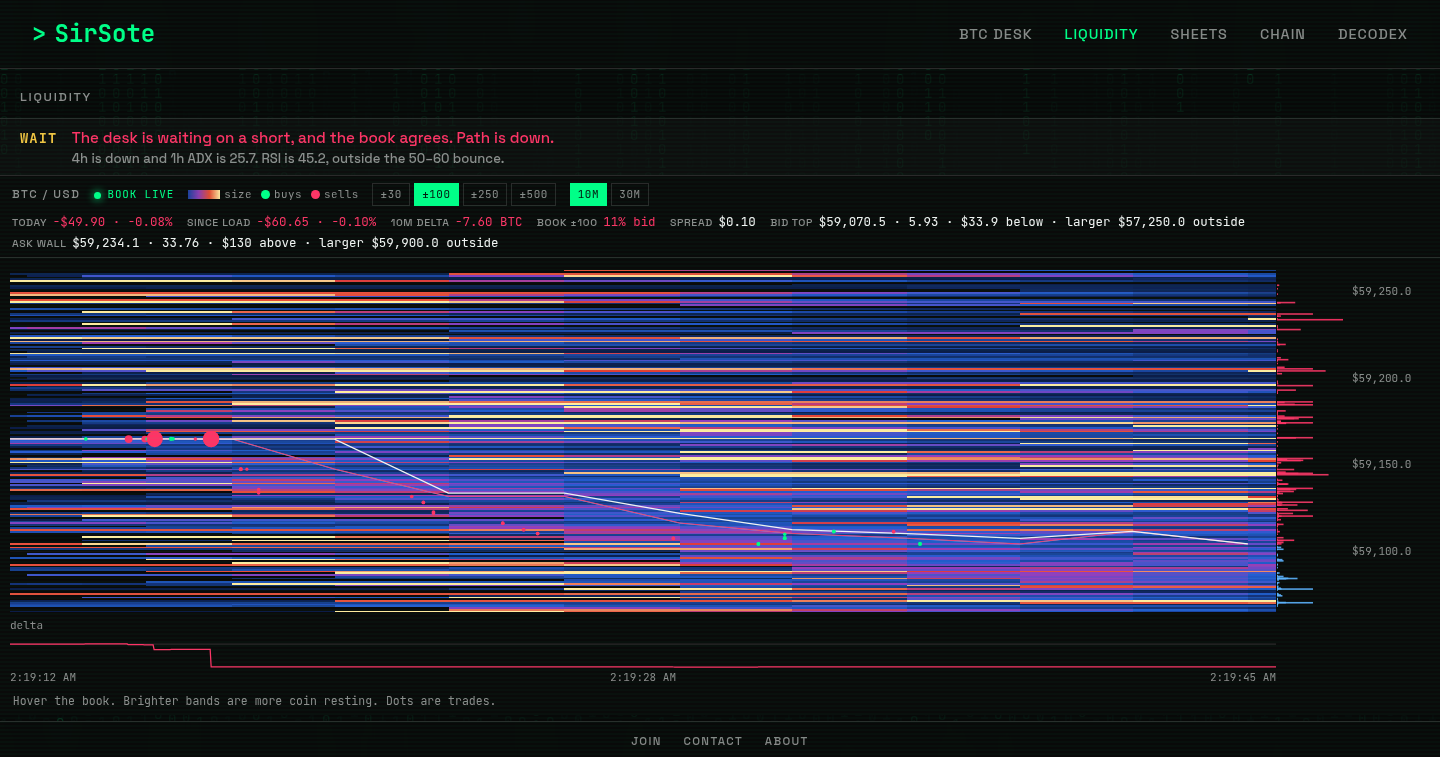 > SirSote
BTC DESK LIQUIDITY SHEETS CHAIN DECODEX
LIQUIDITY
WAIT The desk is waiting on a short, and the book agrees. Path is down.
4h is down and 1h ADX is 25.7. RSI is 45.2, outside the 50–60 bounce.
BTC / USD BOOK LIVE size buys sells ±30 ±100 ±250 ±500 10M 30M
TODAY -$49.90 · -0.08% SINCE LOAD -$60.65 · -0.10% 10M DELTA -7.60 BTC BOOK ±100 11% bid SPREAD $0.10 BID TOP $59,070.5 · 5.93 · $33.9 below · larger $57,250.0 outside
ASK WALL $59,234.1 · 33.76 · $130 above · larger $59,900.0 outside
$59,250.0
$59,200.0
$59,150.0
$59,100.0
delta
2:19:12 AM 2:19:28 AM 2:19:45 AM
Hover the book. Brighter bands are more coin resting. Dots are trades.
JOIN CONTACT ABOUT